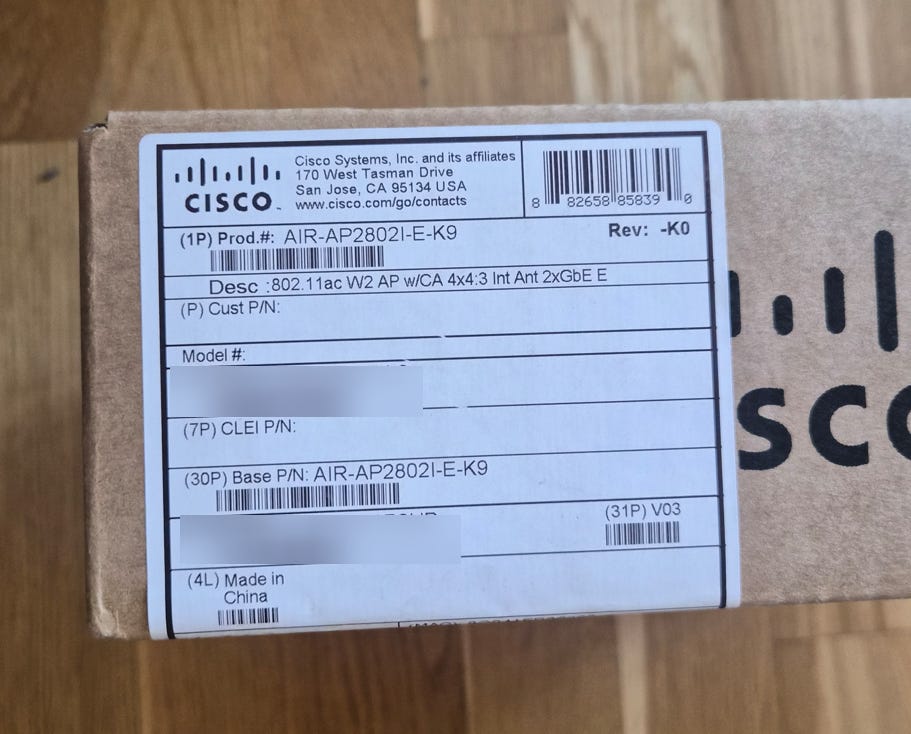 CISCO
Cisco Systems, Inc. and its affiliates
170 West Tasman Drive
San Jose, CA 95134 USA
www.cisco.com/go/contacts
8 82658 85839 0
(1P) Prod.#: AIR-AP2802I-E-K9
Rev: -K0
Desc :802.11ac W2 AP w/CA 4x4:3 Int Ant 2xGbE E
(P) Cust P/N:
Model #:
(7P) CLEI P/N:
(30P) Base P/N: AIR-AP2802I-E-K9
(31P) V03
(4L) Made in
China
SCO